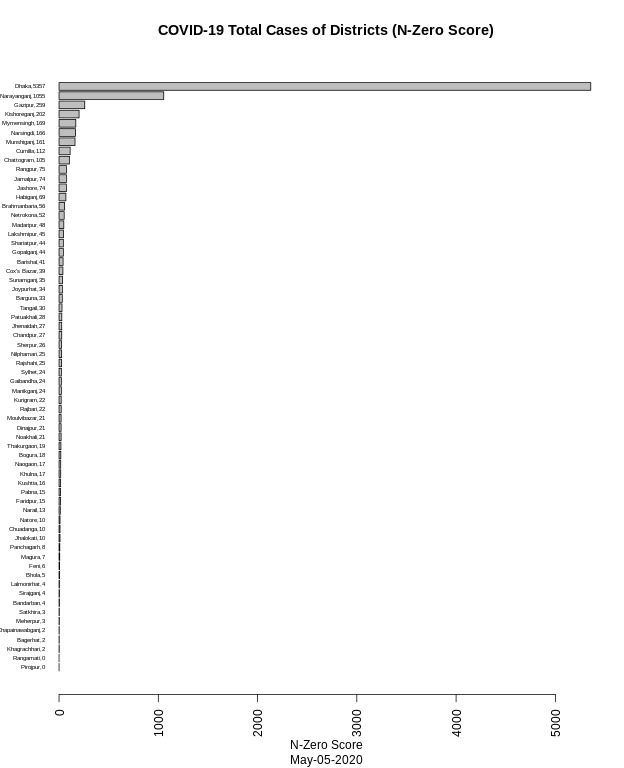 COVID-19 Total Cases of Districts (N-Zero Score)
Dhaka, 5357
Narayanganj, 1055
Gazipur, 259
Kishoreganj, 202
Mymensingh, 169
Narsingdi, 166
Munshiganj, 161
Cumilla, 112
Chattogram, 105
Rangpur, 75
Jamalpur, 74
Jashore, 74
Habiganj, 69
Brahmanbaria, 56
Netrokona, 52
Madaripur, 48
Lakshmipur, 45
Shariatpur, 44
Gopalganj, 44
Barishal, 41
Cox's Bazar, 39
Sunamganj, 35
Joypurhat, 34
Barguna, 33
Tangail, 30
Patuakhali, 28
Jhenaidah, 27
Chandpur, 27
Sherpur, 26
Nilphamari, 25
Rajshahi, 25
Sylhet, 24
Gaibandha, 24
Manikganj, 24
Kurigram, 22
Rajbari, 22
Moulvibazar, 21
Dinajpur, 21
Noakhali, 21
Thakurgaon, 19
Bogura, 18
Naogaon, 17
Khulna, 17
Kushtia, 16
Pabna, 15
Faridpur, 15
Narail, 13
Natore, 10
Chuadanga, 10
Jhalokati, 10
Panchagarh, 8
Magura, 7
Feni, 6
Bhola, 5
Lalmonirhat, 4
Sirajganj, 4
Bandarban, 4
Satkhira, 3
Meherpur, 3
hapainawabganj, 2
Bagerhat, 2
Khagrachhari, 2
Rangamati, 0
Pirojpur, 0
0 1000 2000 3000 4000 5000
N-Zero Score
May-05-2020